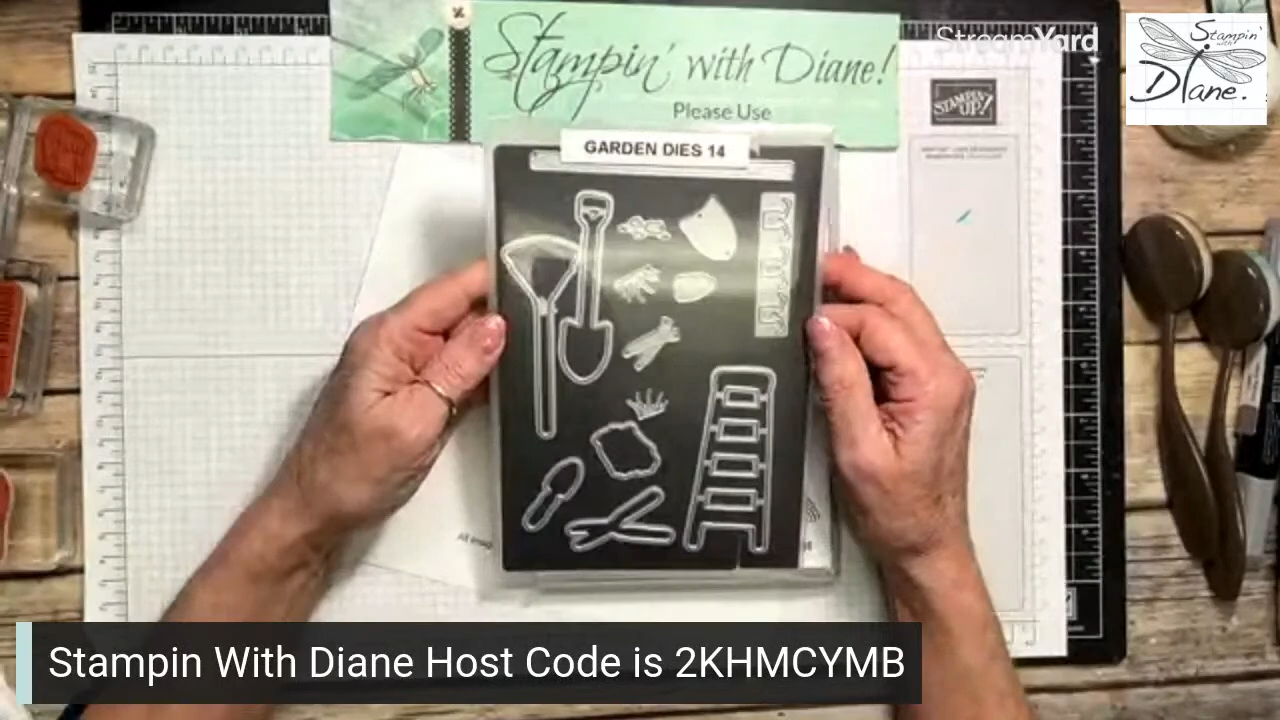 StreamYard
Stampin'
with
Diane.
Stampin' with Diane!
Please Use
STAMPIN' UP!
GARDEN DIES 14
Stampin With Diane Host Code is 2KHMCYMB